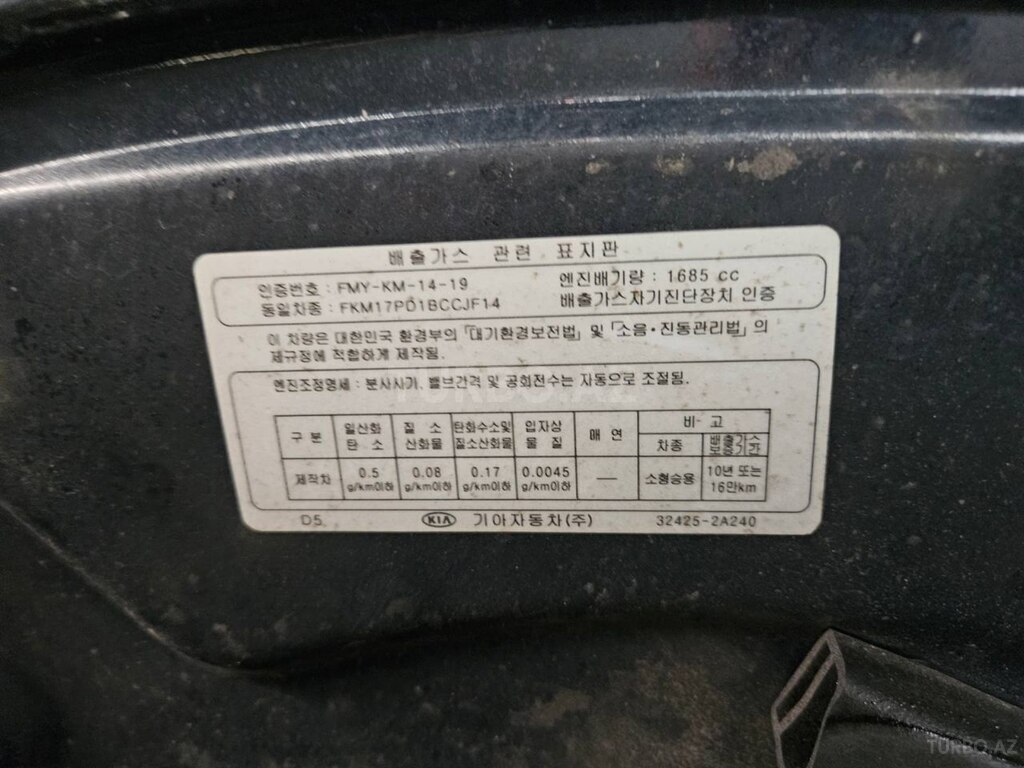 배출가스 관련 표지판
인증번호 : FMY-KM-14-19 엔진배기량 : 1685 cc
동일차종 : FKM17PD1BCCJF14 배출가스자기진단장치 인증
이 차량은 대한민국 환경부의 「대기환경보전법」 및 「소음·진동관리법」의
제규정에 적합하게 제작됨.
엔진조정명세 : 분사시기, 밸브간격 및 공회전수는 자동으로 조절됨.
구 분 일산화 탄 소 질 소 산화물 탄화수소및 질소산화물 입자상 물 질 매 연 비 고
차종 배출가스 보증기간
제작차 0.5 g/km이하 0.08 g/km이하 0.17 g/km이하 0.0045 g/km이하 — 소형승용 10년 또는 16만km
D5 KIA 기아자동차(주) 32425-2A240
TURBO.AZ
TURBO.AZ